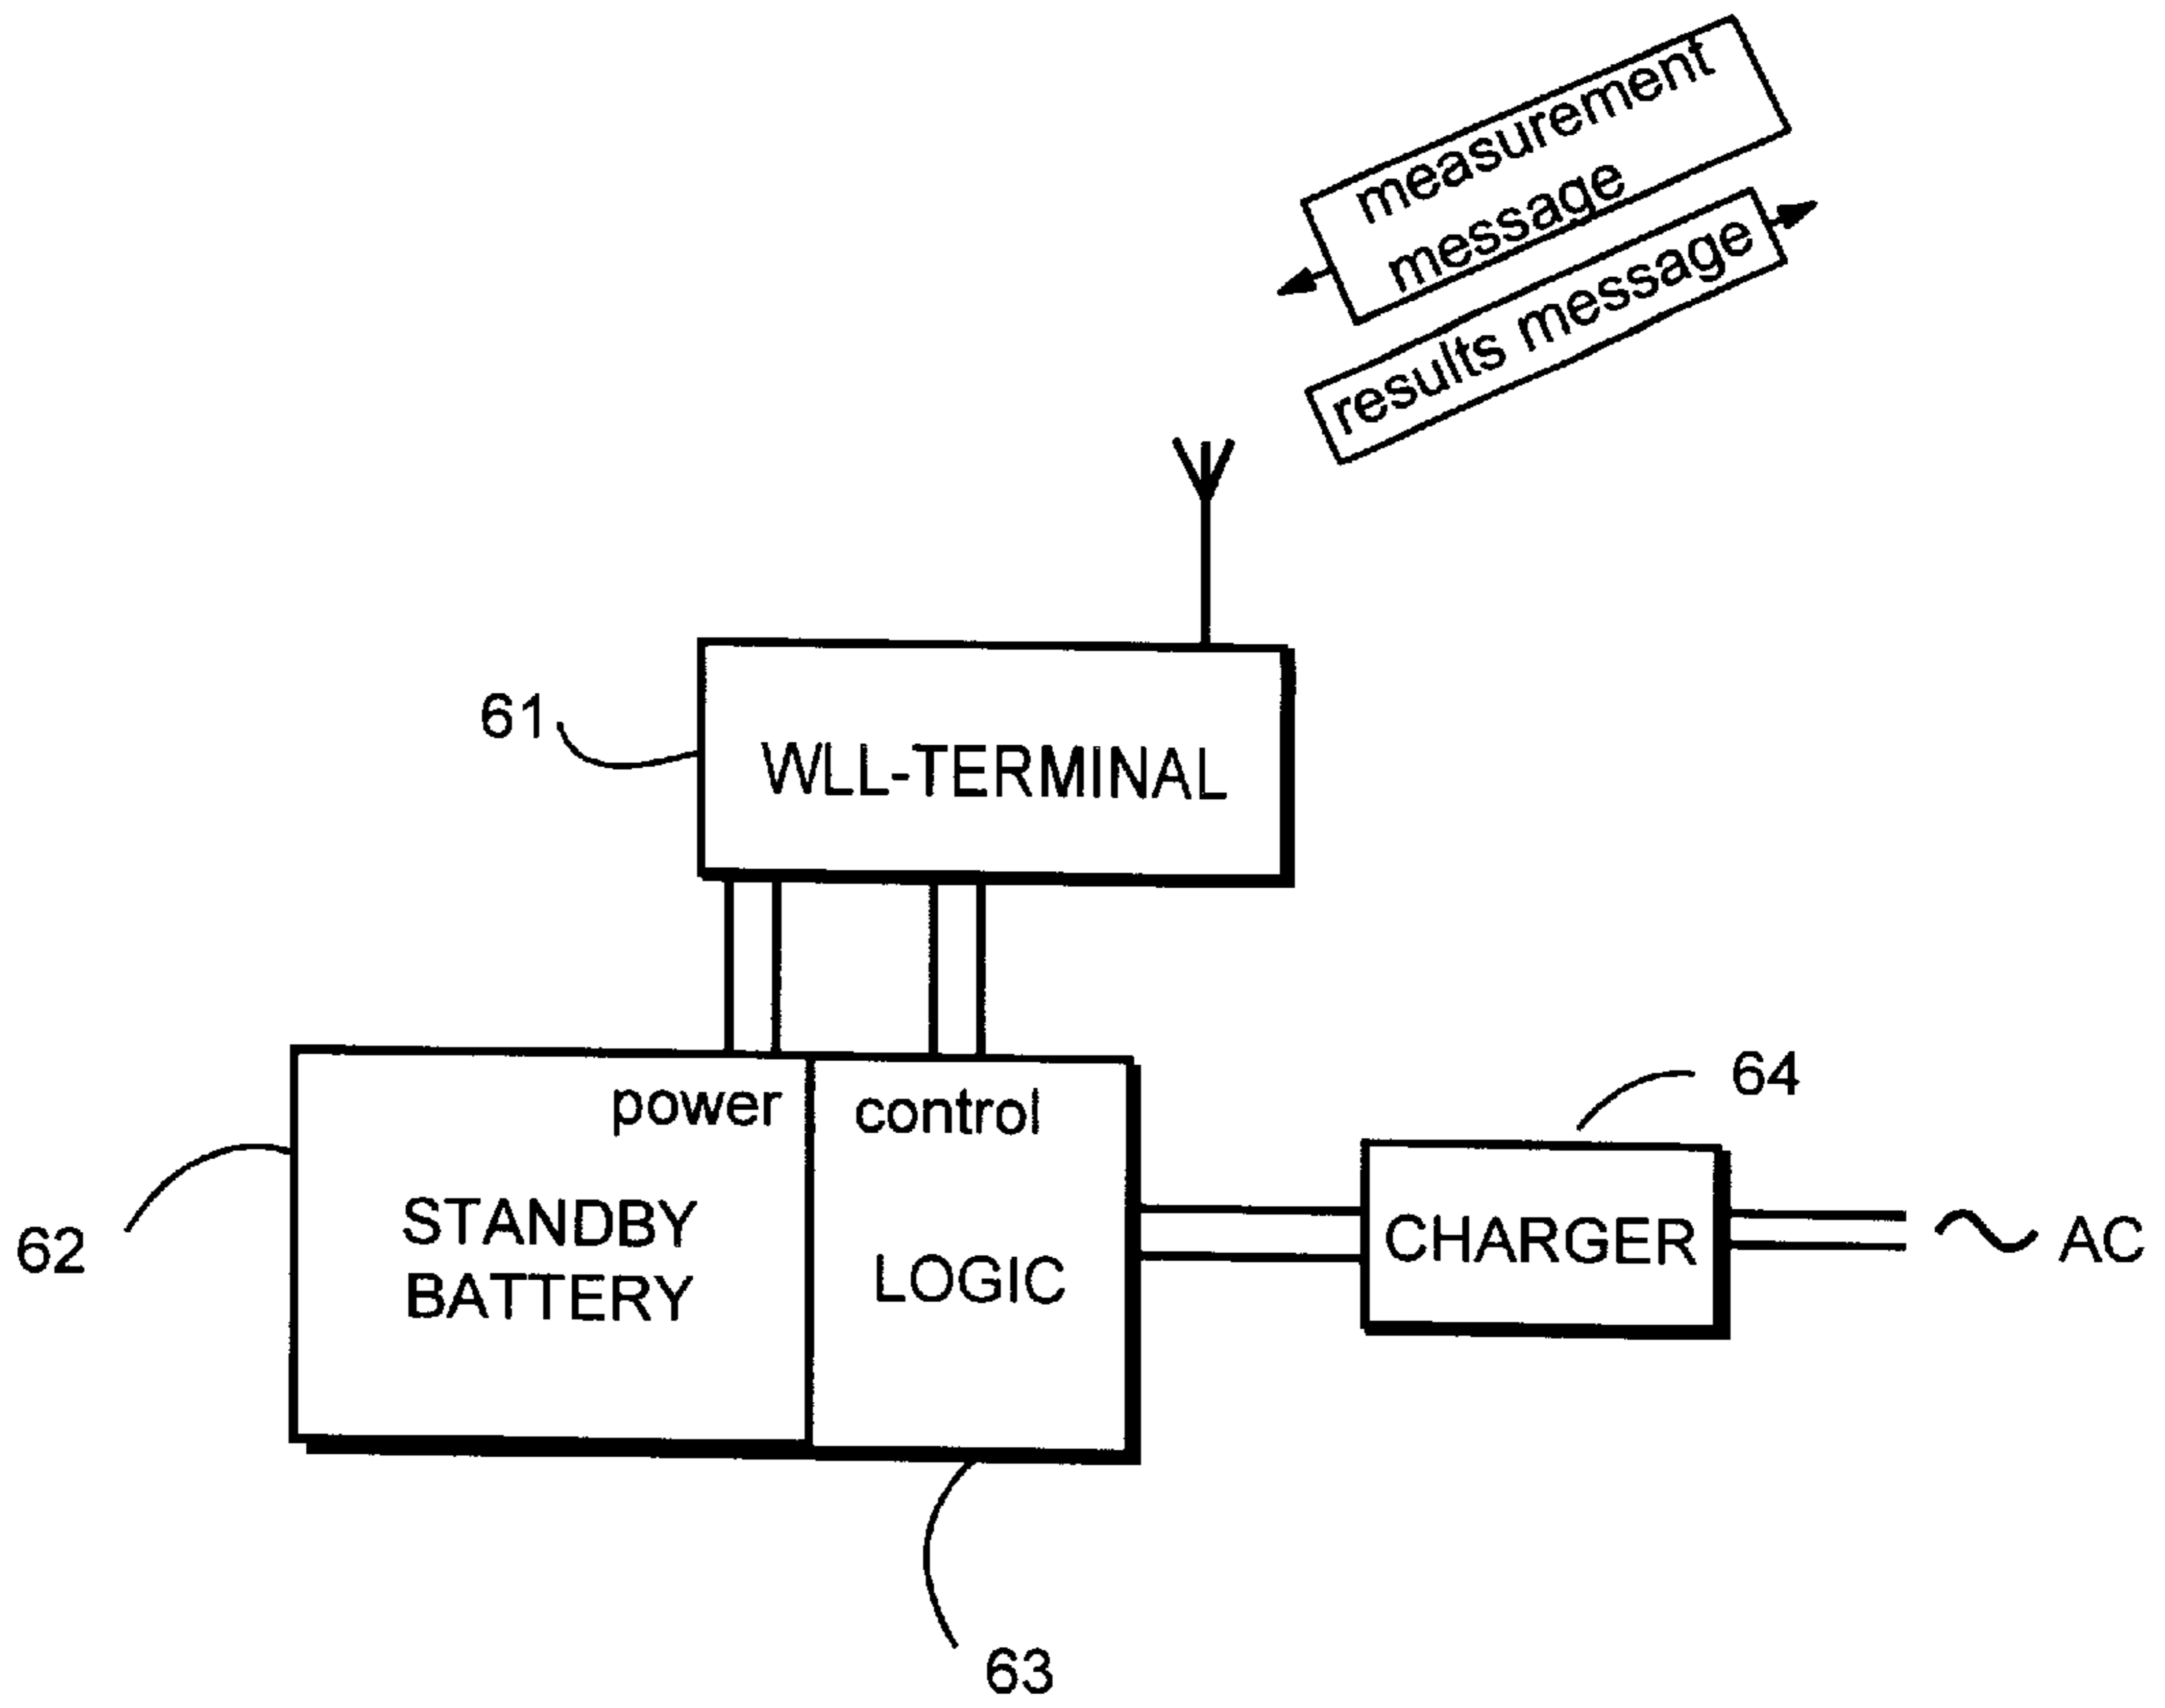 measurement
message
results message
61
WLL-TERMINAL
power
control
64
STANDBY
BATTERY
LOGIC
CHARGER
AC
62
63